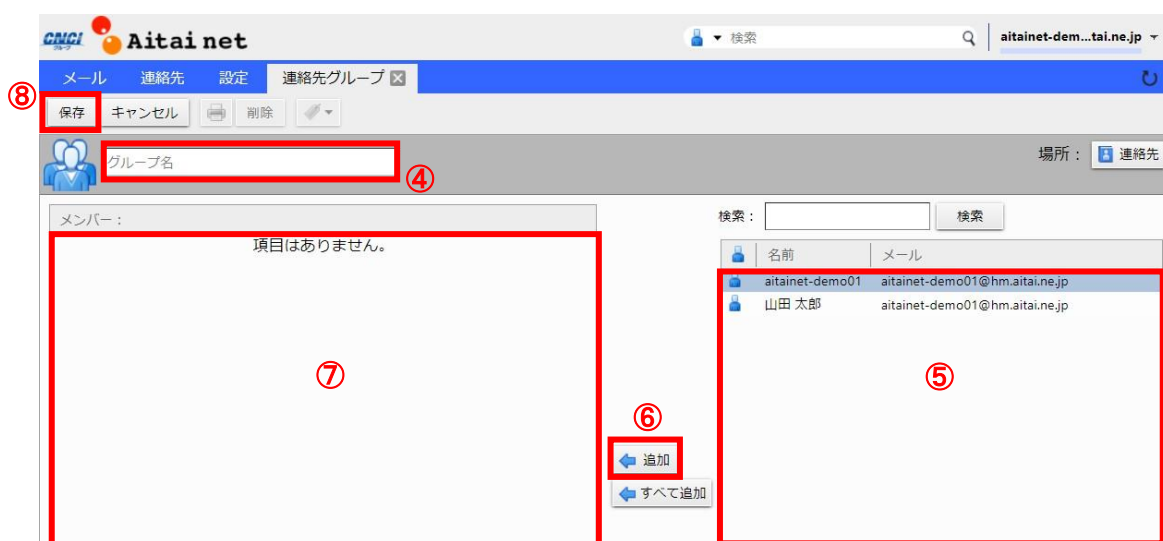 CNCI グループ Aitai net
検索
aitainet-dem...tai.ne.jp
メール 連絡先 設定 連絡先グループ
⑧
保存 キャンセル 削除
グループ名
④
場所： 連絡先
メンバー：
検索： 検索
項目はありません。
名前 メール
aitainet-demo01 aitainet-demo01@hm.aitai.ne.jp
山田 太郎 aitainet-demo01@hm.aitai.ne.jp
⑦
⑤
⑥
追加
すべて追加